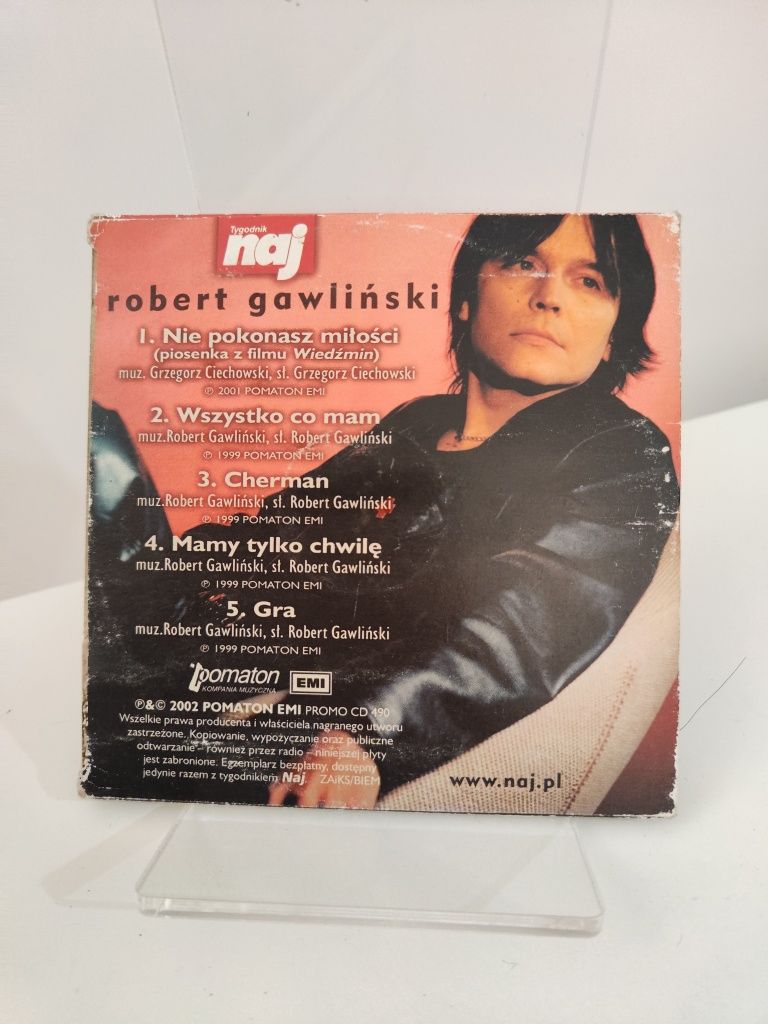 Tygodnik
naj
robert gawliński
1. Nie pokonasz miłości
(piosenka z filmu Wiedźmin)
muz. Grzegorz Ciechowski, sł. Grzegorz Ciechowski
℗ 2001 POMATON EMI
2. Wszystko co mam
muz.Robert Gawliński, sł. Robert Gawliński
℗ 1999 POMATON EMI
3. Cherman
muz.Robert Gawliński, sł. Robert Gawliński
℗ 1999 POMATON EMI
4. Mamy tylko chwilę
muz.Robert Gawliński, sł. Robert Gawliński
℗ 1999 POMATON EMI
5. Gra
muz.Robert Gawliński, sł. Robert Gawliński
℗ 1999 POMATON EMI
pomaton EMI
KOMPANIA MUZYCZNA
℗&© 2002 POMATON EMI PROMO CD 490
Wszelkie prawa producenta i właściciela nagranego utworu
zastrzeżone. Kopiowanie, wypożyczanie oraz publiczne
odtwarzanie – również przez radio – niniejszej płyty
jest zabronione. Egzemplarz bezpłatny, dostępny
jedynie razem z tygodnikiem Naj. ZAiKS/BIEM
www.naj.pl